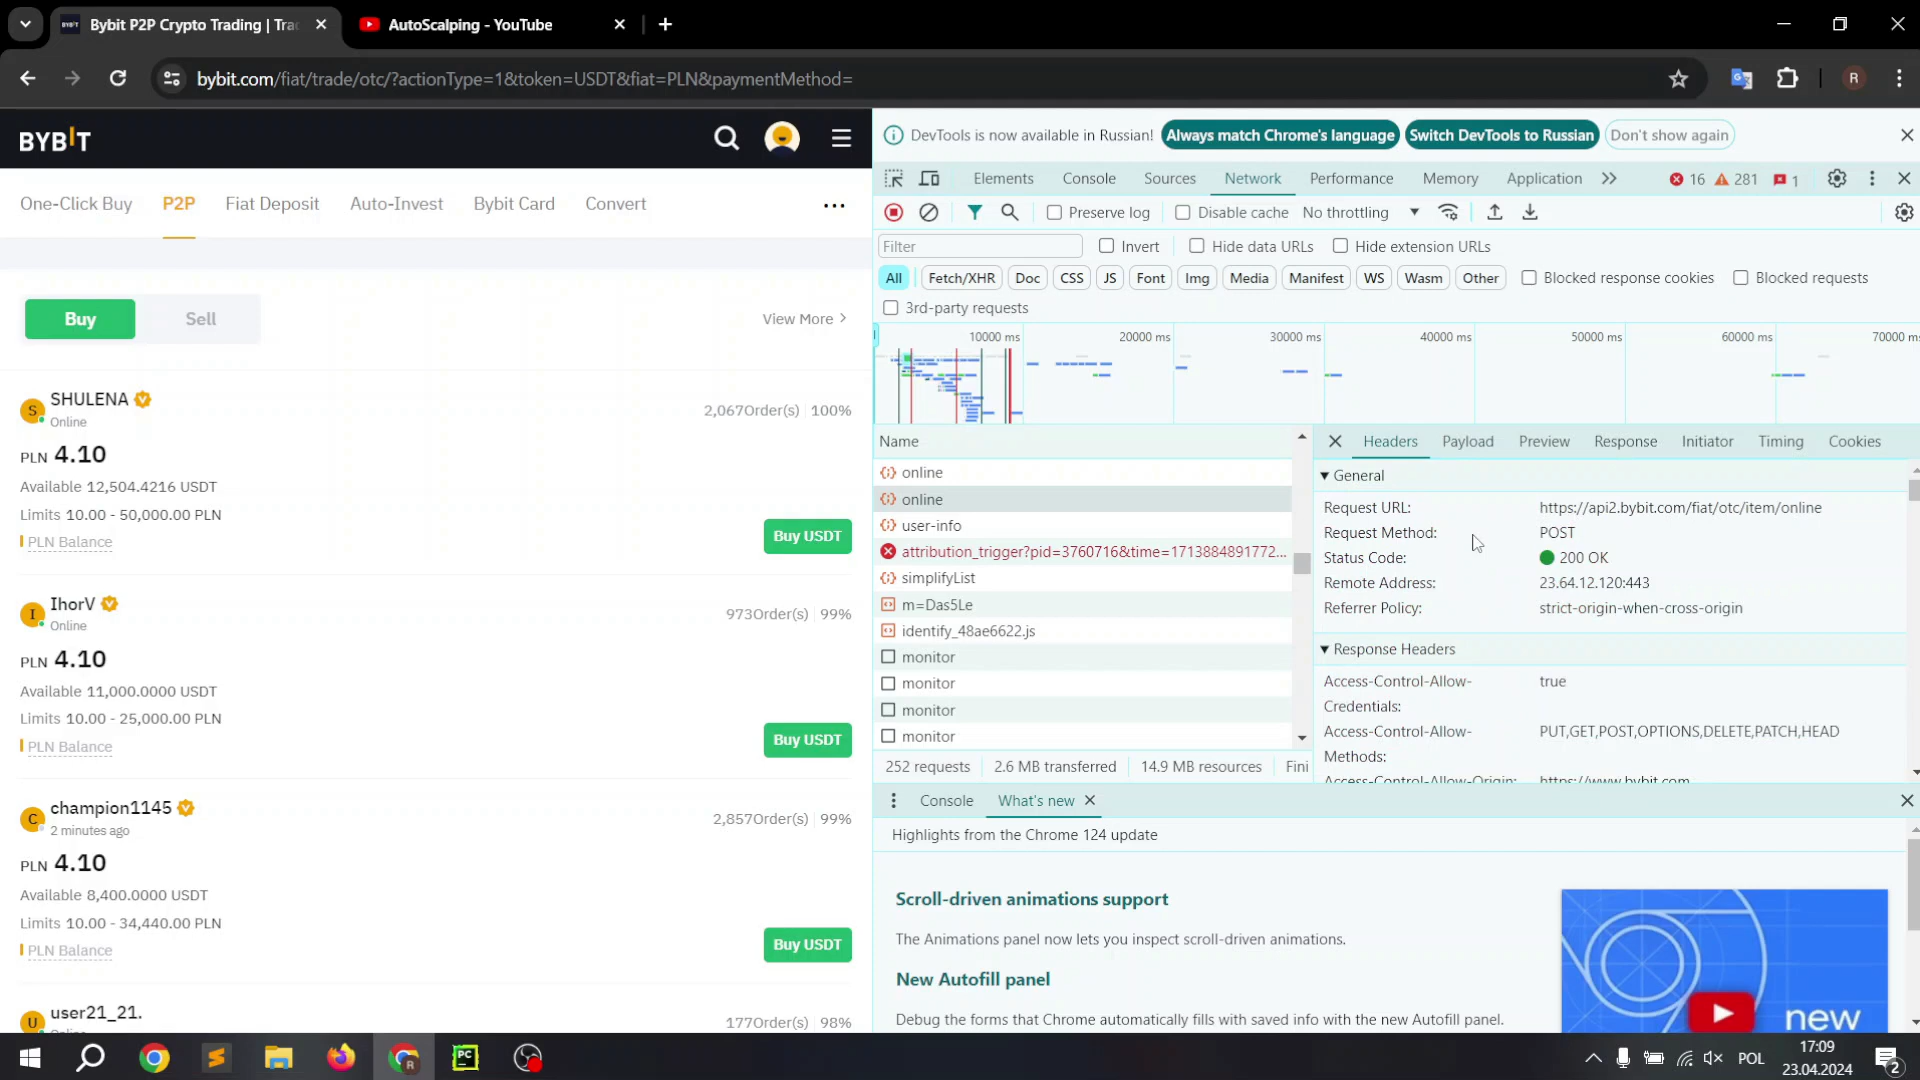 Bybit P2P Crypto Trading | Tra
AutoScalping - YouTube
bybit.com/fiat/trade/otc/?actionType=1&token=USDT&fiat=PLN&paymentMethod=
R
BYBIT
One-Click Buy
P2P
Fiat Deposit
Auto-Invest
Bybit Card
Convert
Buy
Sell
View More
S
SHULENA
Online
2,067Order(s) | 100%
PLN 4.10
Available 12,504.4216 USDT
Limits 10.00 - 50,000.00 PLN
PLN Balance
Buy USDT
I
IhorV
Online
973Order(s) | 99%
PLN 4.10
Available 11,000.0000 USDT
Limits 10.00 - 25,000.00 PLN
PLN Balance
Buy USDT
C
champion1145
2 minutes ago
2,857Order(s) | 99%
PLN 4.10
Available 8,400.0000 USDT
Limits 10.00 - 34,440.00 PLN
PLN Balance
Buy USDT
U
user21_21.
Online
177Order(s) | 98%
DevTools is now available in Russian!
Always match Chrome's language
Switch DevTools to Russian
Don't show again
Elements
Console
Sources
Network
Performance
Memory
Application
16
281
1
Preserve log
Disable cache
No throttling
Filter
Invert
Hide data URLs
Hide extension URLs
All
Fetch/XHR
Doc
CSS
JS
Font
Img
Media
Manifest
WS
Wasm
Other
Blocked response cookies
Blocked requests
3rd-party requests
10000 ms
20000 ms
30000 ms
40000 ms
50000 ms
60000 ms
70000 ms
Name
online
online
user-info
attribution_trigger?pid=3760716&time=1713884891772...
simplifyList
m=Das5Le
identify_48ae6622.js
monitor
monitor
monitor
monitor
252 requests
2.6 MB transferred
14.9 MB resources
Fini
Headers
Payload
Preview
Response
Initiator
Timing
Cookies
General
Request URL: https://api2.bybit.com/fiat/otc/item/online
Request Method: POST
Status Code: 200 OK
Remote Address: 23.64.12.120:443
Referrer Policy: strict-origin-when-cross-origin
Response Headers
Access-Control-Allow- true
Credentials:
Access-Control-Allow- PUT,GET,POST,OPTIONS,DELETE,PATCH,HEAD
Methods:
Access-Control-Allow-Origin: https://www.bybit.com
Console
What's new
Highlights from the Chrome 124 update
Scroll-driven animations support
The Animations panel now lets you inspect scroll-driven animations.
New Autofill panel
Debug the forms that Chrome automatically fills with saved info with the new Autofill panel.
new
R
PC
POL
17:09
23.04.2024
2